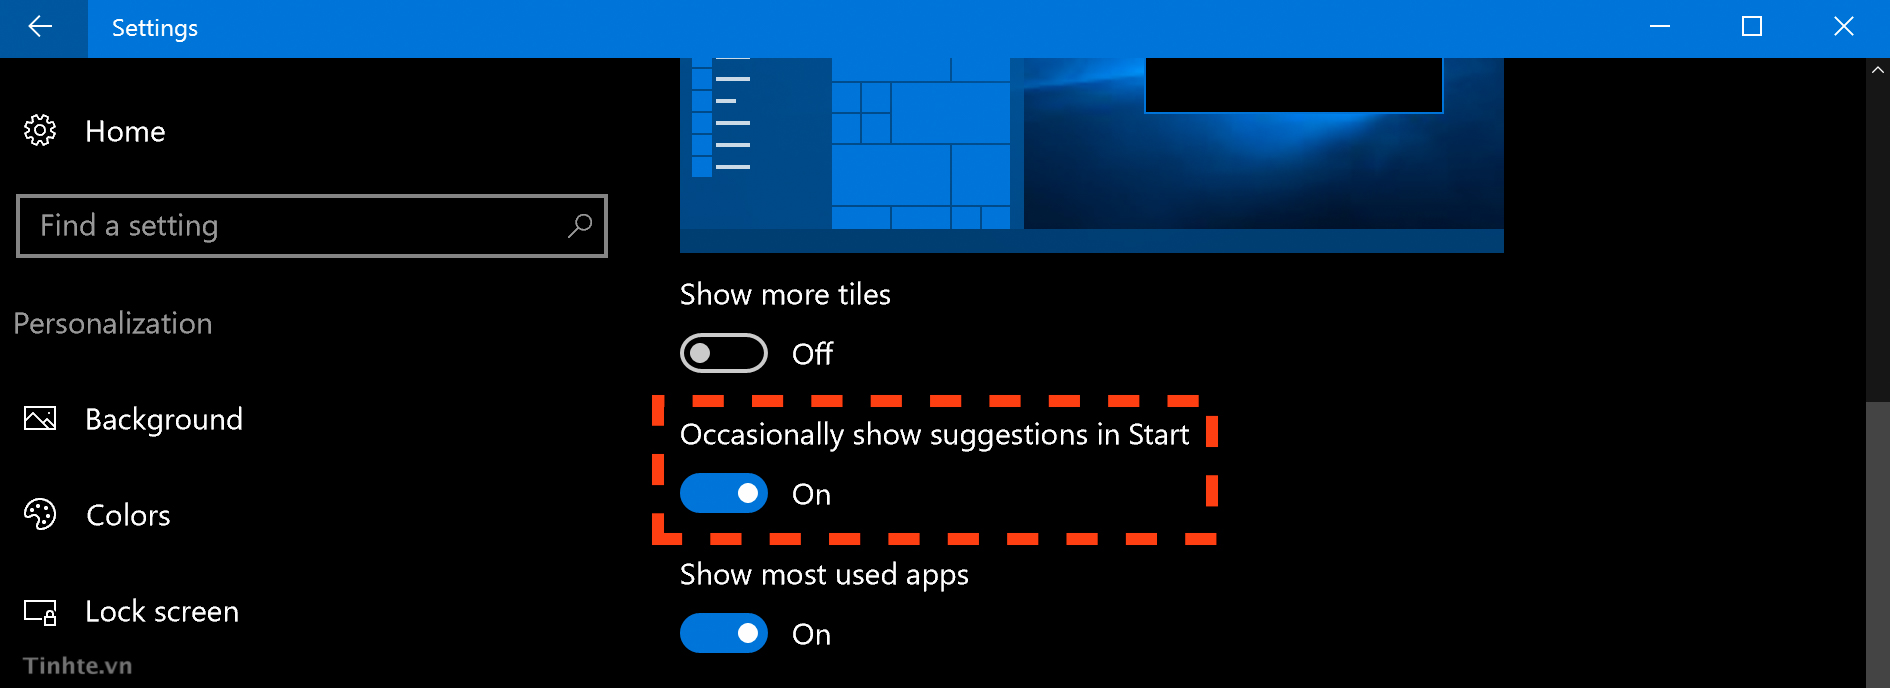 Settings
Home
Find a setting
Personalization
Background
Colors
Lock screen
Tinhte.vn
Show more tiles
Off
Occasionally show suggestions in Start
On
Show most used apps
On